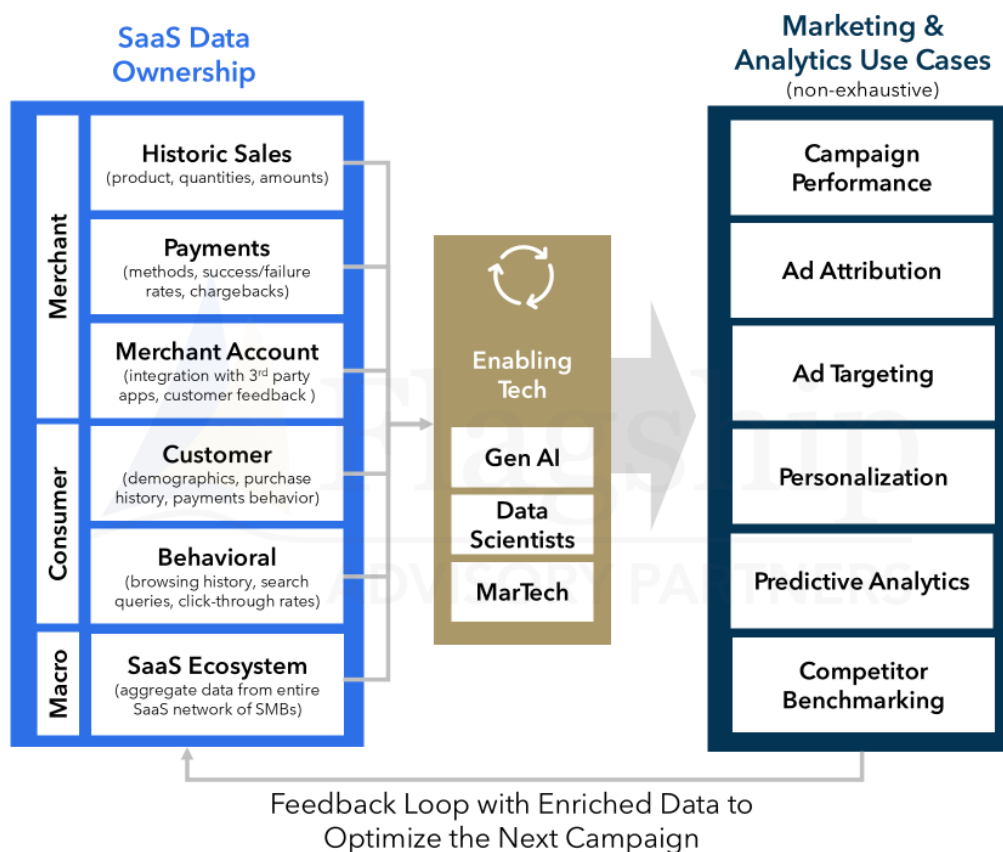 SaaS Data
Ownership
Merchant
Historic Sales
(product, quantities, amounts)
Payments
(methods, success/failure
rates, chargebacks)
Merchant Account
(integration with 3rd party
apps, customer feedback )
Consumer
Customer
(demographics, purchase
history, payments behavior)
Behavioral
(browsing history, search
queries, click-through rates)
Macro
SaaS Ecosystem
(aggregate data from entire
SaaS network of SMBs)
Enabling
Tech
Gen AI
Data
Scientists
MarTech
Marketing &
Analytics Use Cases
(non-exhaustive)
Campaign
Performance
Ad Attribution
Ad Targeting
Personalization
Predictive Analytics
Competitor
Benchmarking
Feedback Loop with Enriched Data to
Optimize the Next Campaign
Flagship
ADVISORY PARTNERS